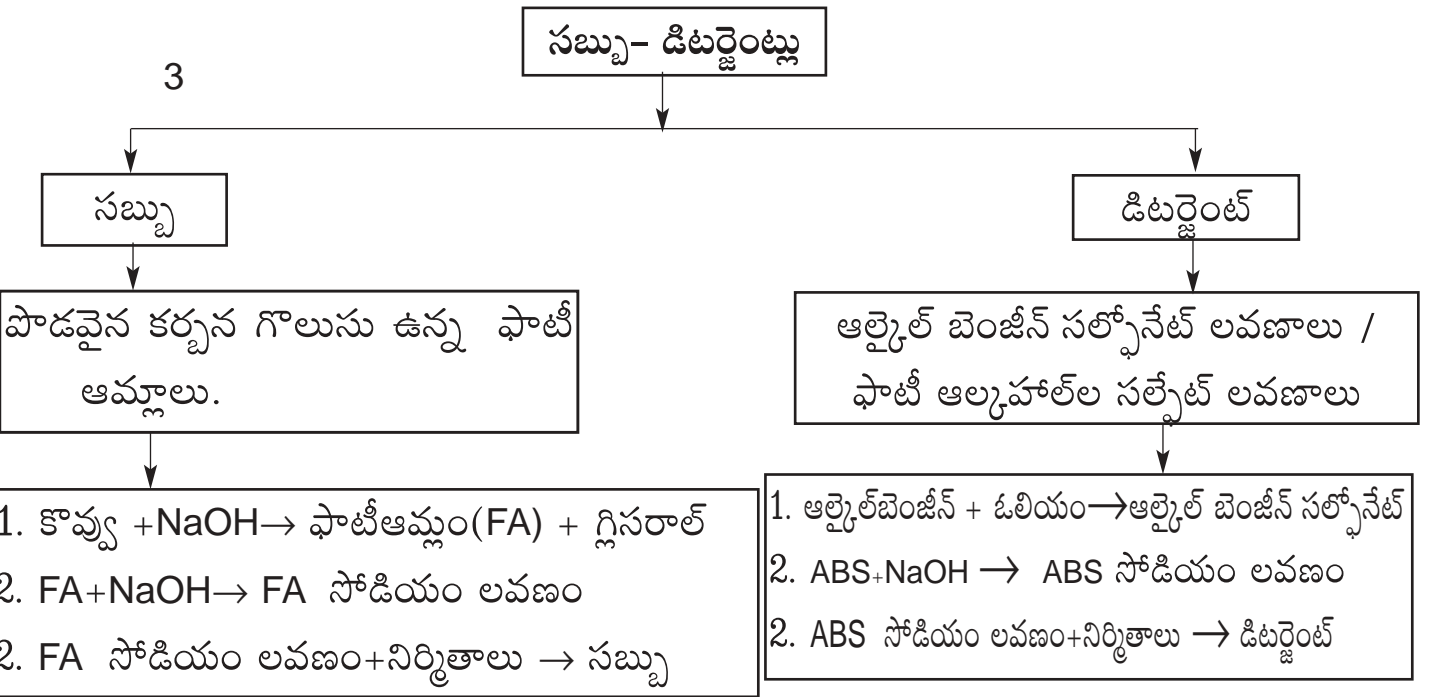 సబ్బు– డిటర్జెంట్లు
3
సబ్బు
డిటర్జెంట్
పొడవైన కర్బన గొలుసు ఉన్న ఫాటీ
ఆమ్లాలు.
ఆల్కైల్ బెంజీన్ సల్ఫోనేట్ లవణాలు /
ఫాటీ ఆల్కహాల్‌ల సల్ఫేట్ లవణాలు
1. కొవ్వు +NaOH→ ఫాటీఆమ్లం(FA) + గ్లిసరాల్
2. FA+NaOH→ FA సోడియం లవణం
2. FA సోడియం లవణం+నిర్మితాలు → సబ్బు
1. ఆల్కైల్‌బెంజీన్ + ఓలియం→ఆల్కైల్ బెంజీన్ సల్ఫోనేట్
2. ABS+NaOH → ABS సోడియం లవణం
2. ABS సోడియం లవణం+నిర్మితాలు → డిటర్జెంట్